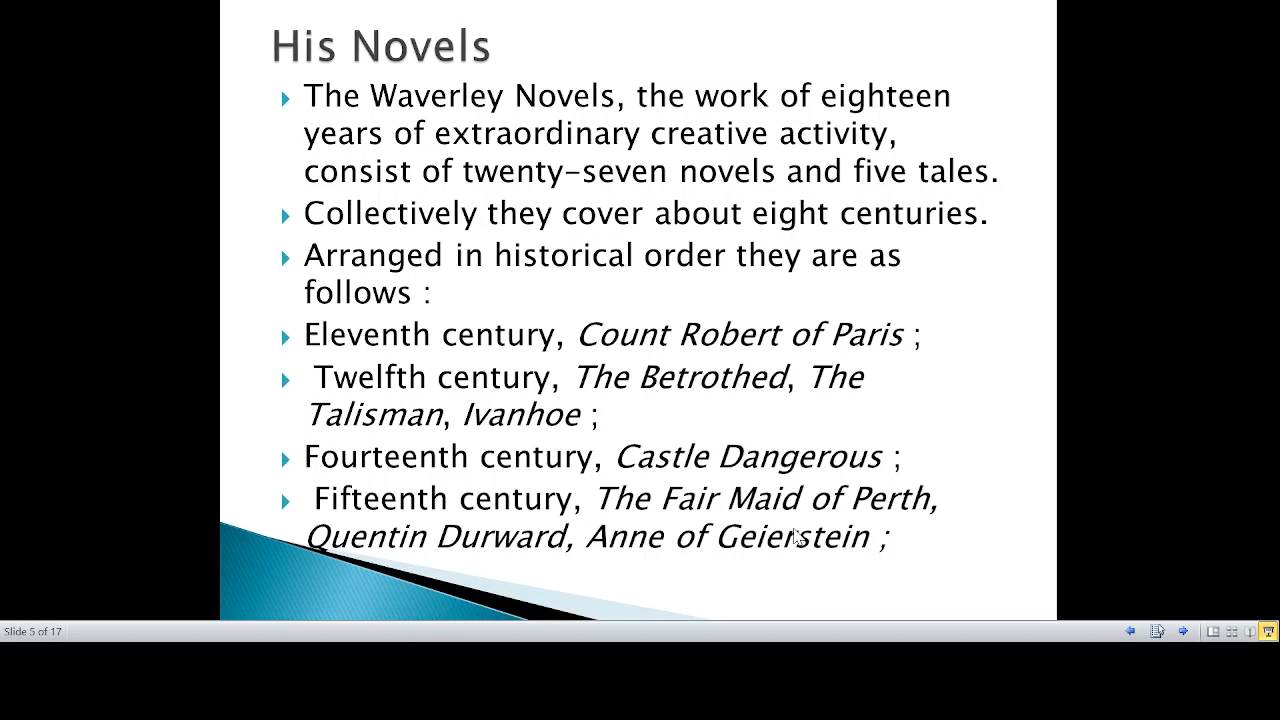 His Novels
The Waverley Novels, the work of eighteen
years of extraordinary creative activity,
consist of twenty-seven novels and five tales.
Collectively they cover about eight centuries.
Arranged in historical order they are as
follows :
Eleventh century, Count Robert of Paris ;
Twelfth century, The Betrothed, The
Talisman, Ivanhoe ;
Fourteenth century, Castle Dangerous ;
Fifteenth century, The Fair Maid of Perth,
Quentin Durward, Anne of Geierstein ;
Slide 5 of 17